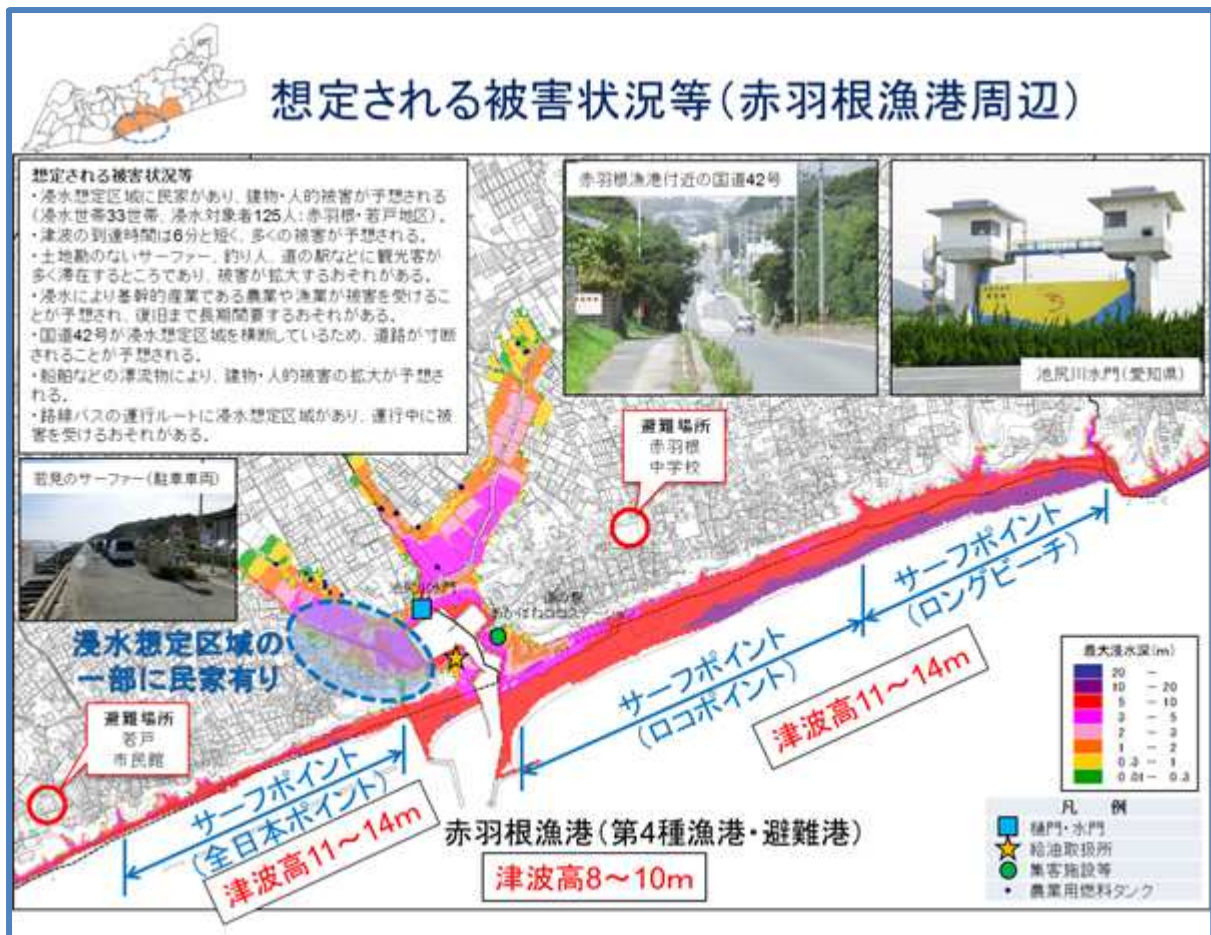 想定される被害状況等(赤羽根漁港周辺)
想定される被害状況等
・浸水想定区域に民家があり、建物・人的被害が予想される
(浸水世帯33世帯、浸水対象者125人:赤羽根・若戸地区)。
・津波の到達時間は6分と短く、多くの被害が予想される。
・土地勘のないサーファー、釣り人、道の駅などに観光客が
多く滞在するところであり、被害が拡大するおそれがある。
・浸水により基幹的産業である農業や漁業が被害を受けるこ
とが予想され、復旧まで長期間要するおそれがある。
・国道42号が浸水想定区域を横断しているため、道路が寸断
されることが予想される。
・船舶などの漂流物により、建物・人的被害の拡大が予想さ
れる。
・路線バスの運行ルートに浸水想定区域があり、運行中に被
害を受けるおそれがある。
赤羽根漁港付近の国道42号
池尻川水門(愛知県)
避難場所
赤羽根
中学校
若見のサーファー(駐車車両)
池尻川水門
道の駅
あかばねロコステーション
浸水想定区域の
一部に民家有り
避難場所
若戸
市民館
サーフポイント
(ロングビーチ)
サーフポイント
(ロコポイント)
津波高11～14m
サーフポイント
(全日本ポイント)
津波高11～14m
赤羽根漁港(第4種漁港・避難港)
津波高8～10m
最大浸水深(m)
20 －
10 － 20
5 － 10
3 － 5
2 － 3
1 － 2
0.3 － 1
0.01－ 0.3
凡 例
樋門・水門
給油取扱所
集客施設等
農業用燃料タンク